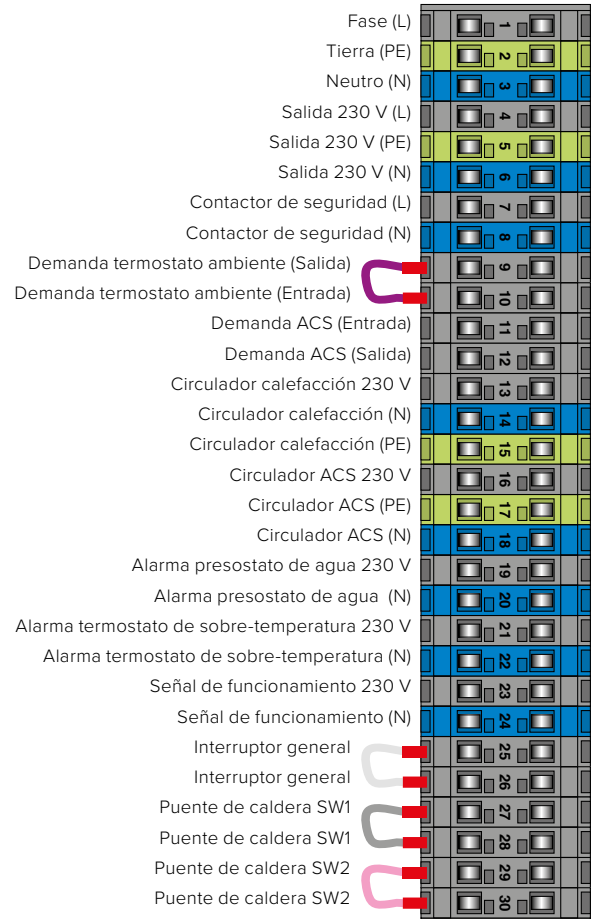 Fase (L) 1
Tierra (PE) 2
Neutro (N) 3
Salida 230 V (L) 4
Salida 230 V (PE) 5
Salida 230 V (N) 6
Contactor de seguridad (L) 7
Contactor de seguridad (N) 8
Demanda termostato ambiente (Salida) 9
Demanda termostato ambiente (Entrada) 10
Demanda ACS (Entrada) 11
Demanda ACS (Salida) 12
Circulador calefacción 230 V 13
Circulador calefacción (N) 14
Circulador calefacción (PE) 15
Circulador ACS 230 V 16
Circulador ACS (PE) 17
Circulador ACS (N) 18
Alarma presostato de agua 230 V 19
Alarma presostato de agua (N) 20
Alarma termostato de sobre-temperatura 230 V 21
Alarma termostato de sobre-temperatura (N) 22
Señal de funcionamiento 230 V 23
Señal de funcionamiento (N) 24
Interruptor general 25
Interruptor general 26
Puente de caldera SW1 27
Puente de caldera SW1 28
Puente de caldera SW2 29
Puente de caldera SW2 30